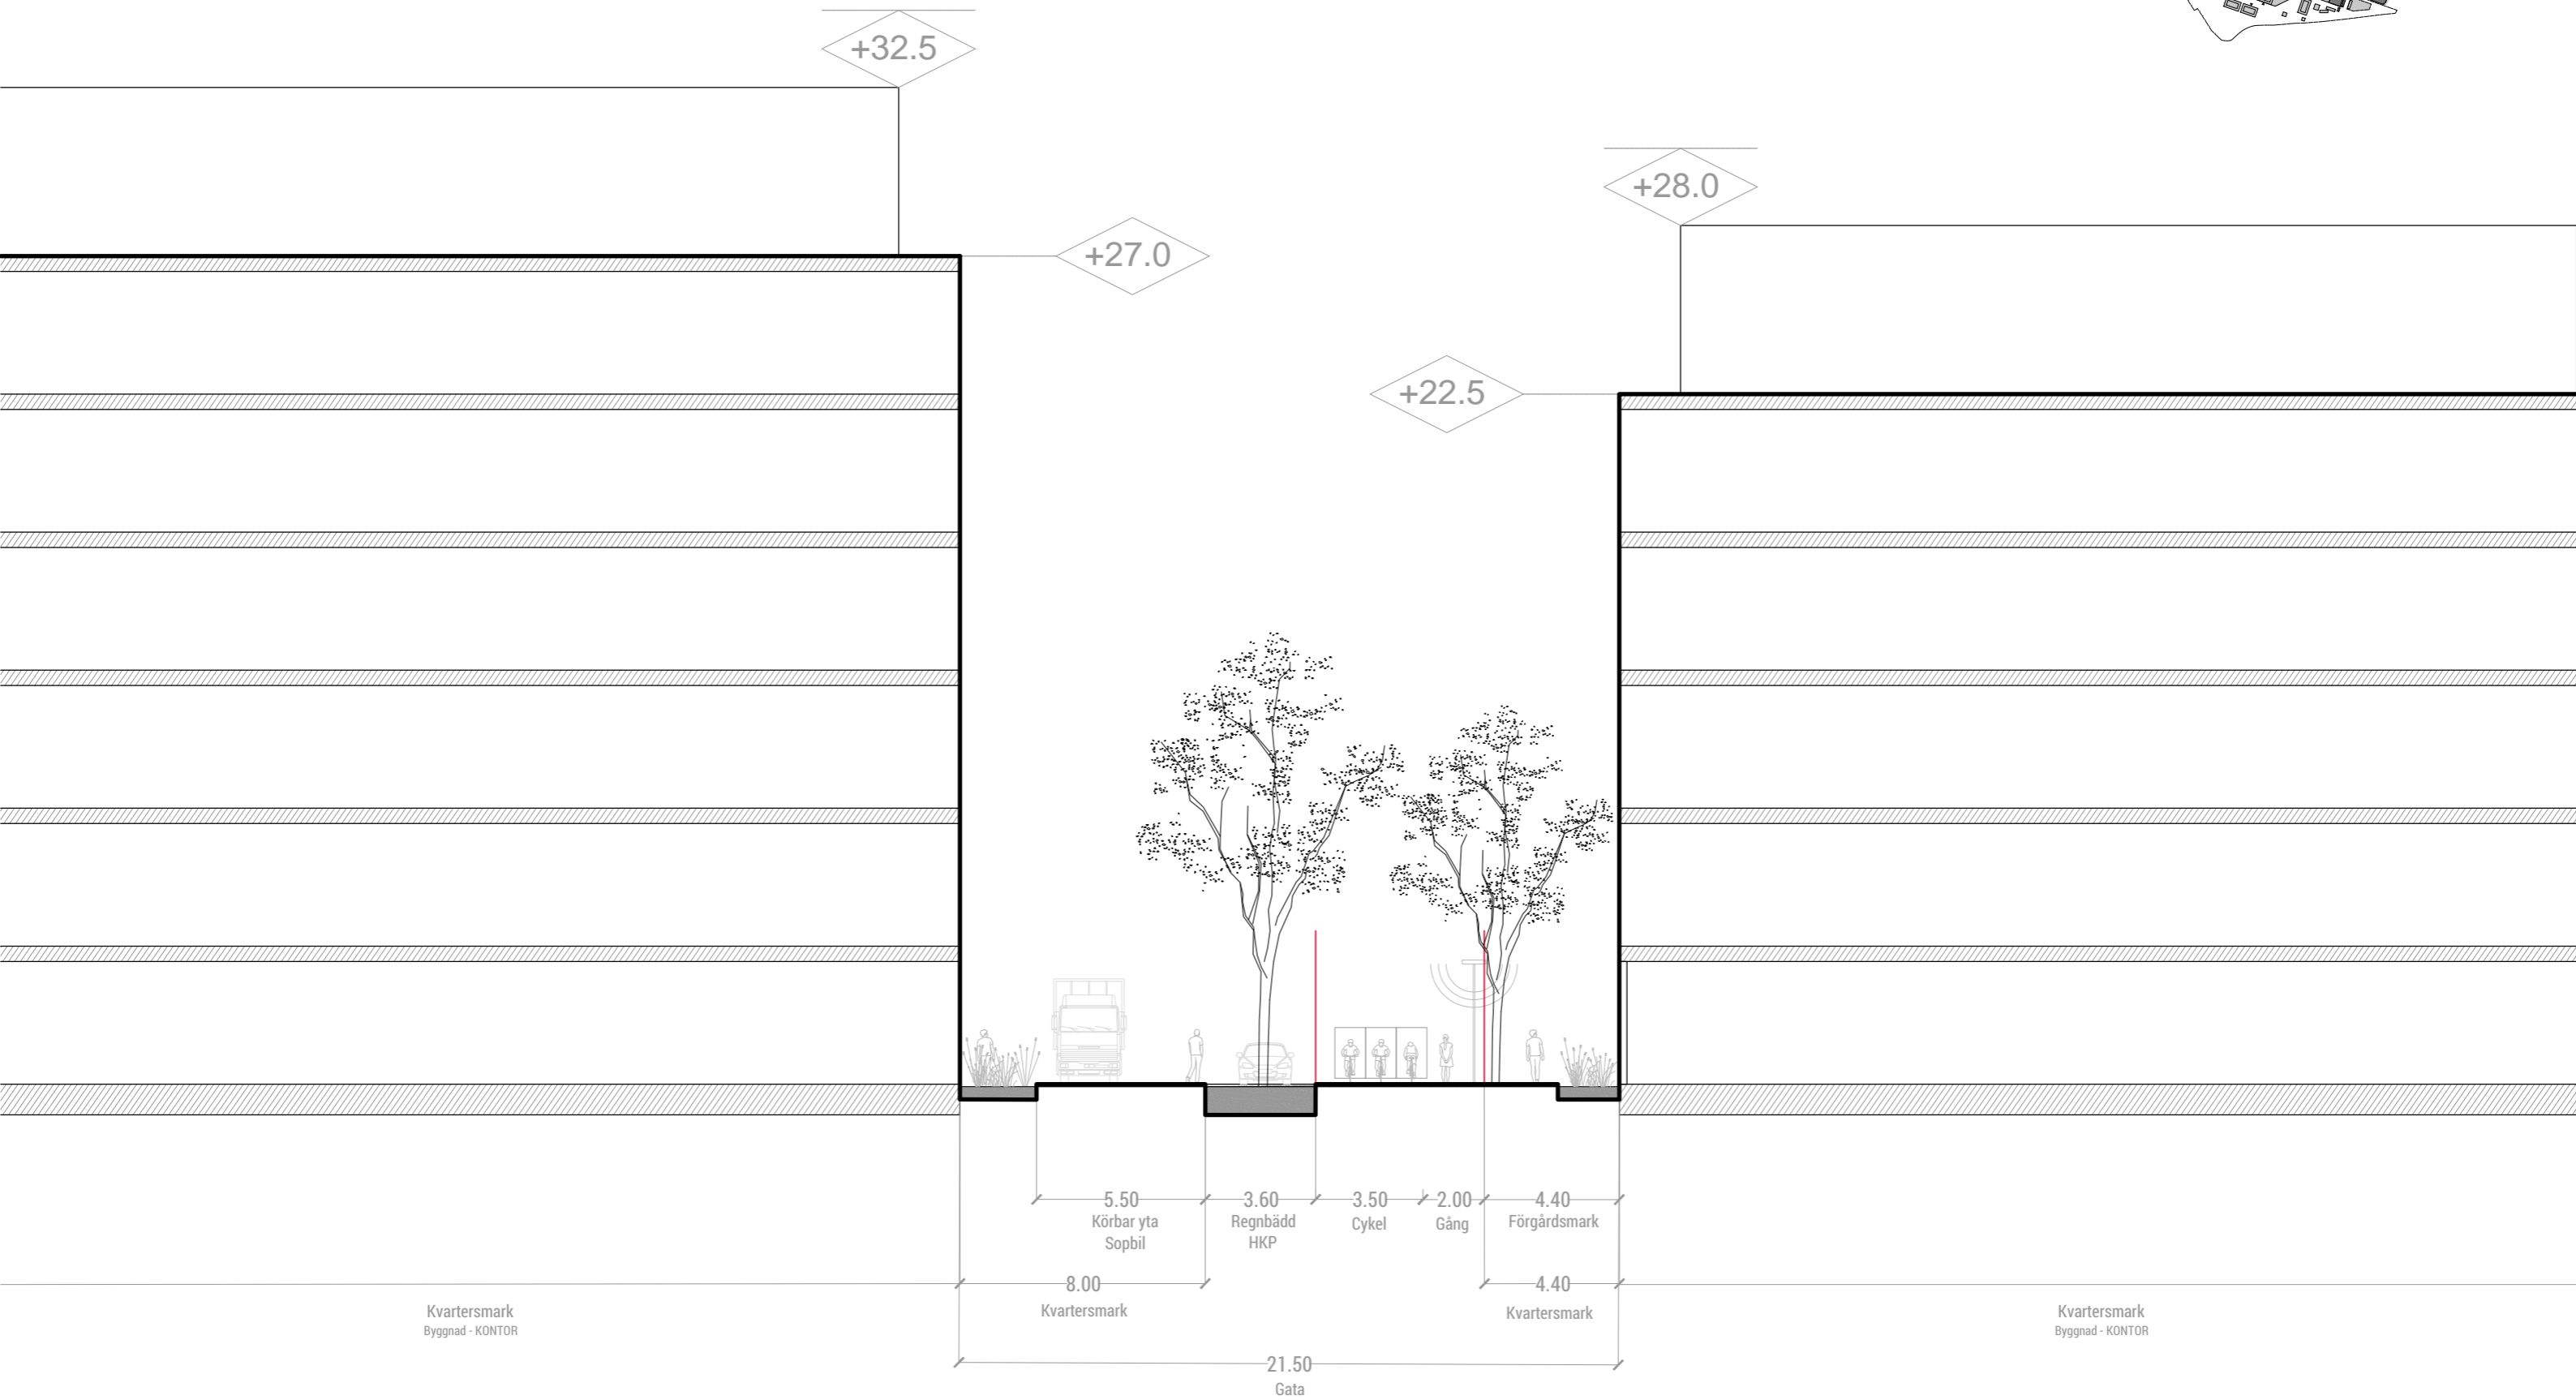 +32.5
+28.0
+27.0
+22.5
5.50
3.60
3.50
2.00
4.40
Körbar yta
Sopbil
Regnbädd
HKP
Cykel
Gång
Förgårdsmark
8.00
4.40
Kvartersmark
Byggnad - KONTOR
Kvartersmark
Kvartersmark
Kvartersmark
Byggnad - KONTOR
21.50
Gata